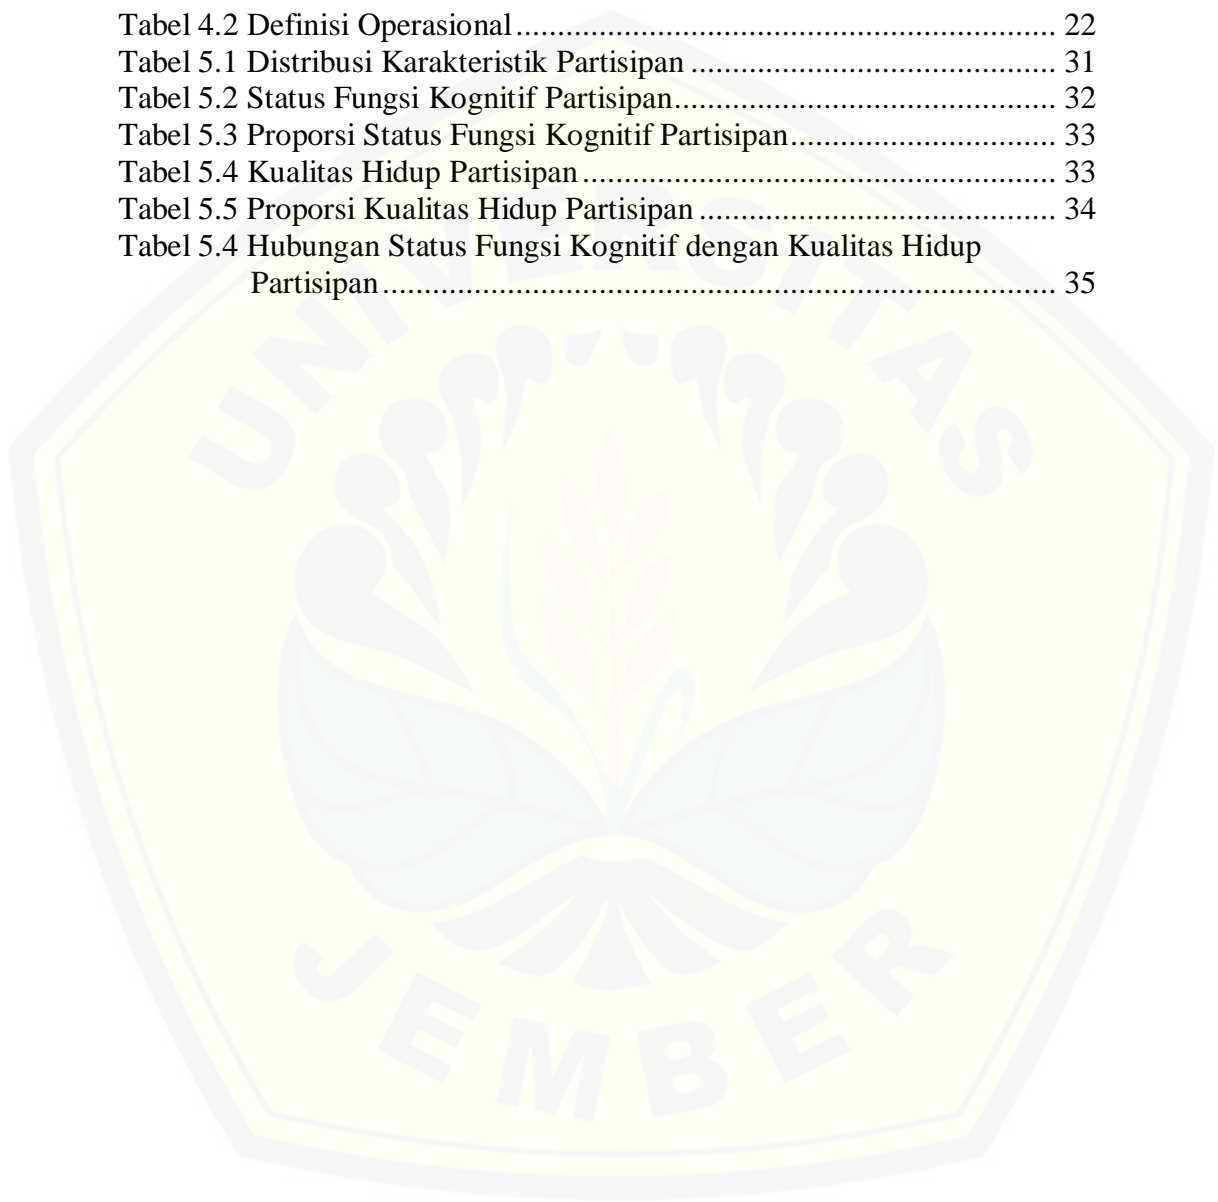 Tabel 4.2 Definisi Operasional.................................................................. 22
Tabel 5.1 Distribusi Karakteristik Partisipan ............................................ 31
Tabel 5.2 Status Fungsi Kognitif Partisipan.............................................. 32
Tabel 5.3 Proporsi Status Fungsi Kognitif Partisipan................................ 33
Tabel 5.4 Kualitas Hidup Partisipan.......................................................... 33
Tabel 5.5 Proporsi Kualitas Hidup Partisipan ........................................... 34
Tabel 5.4 Hubungan Status Fungsi Kognitif dengan Kualitas Hidup
Partisipan.................................................................................. 35
UNIVERSITAS
JEMBER